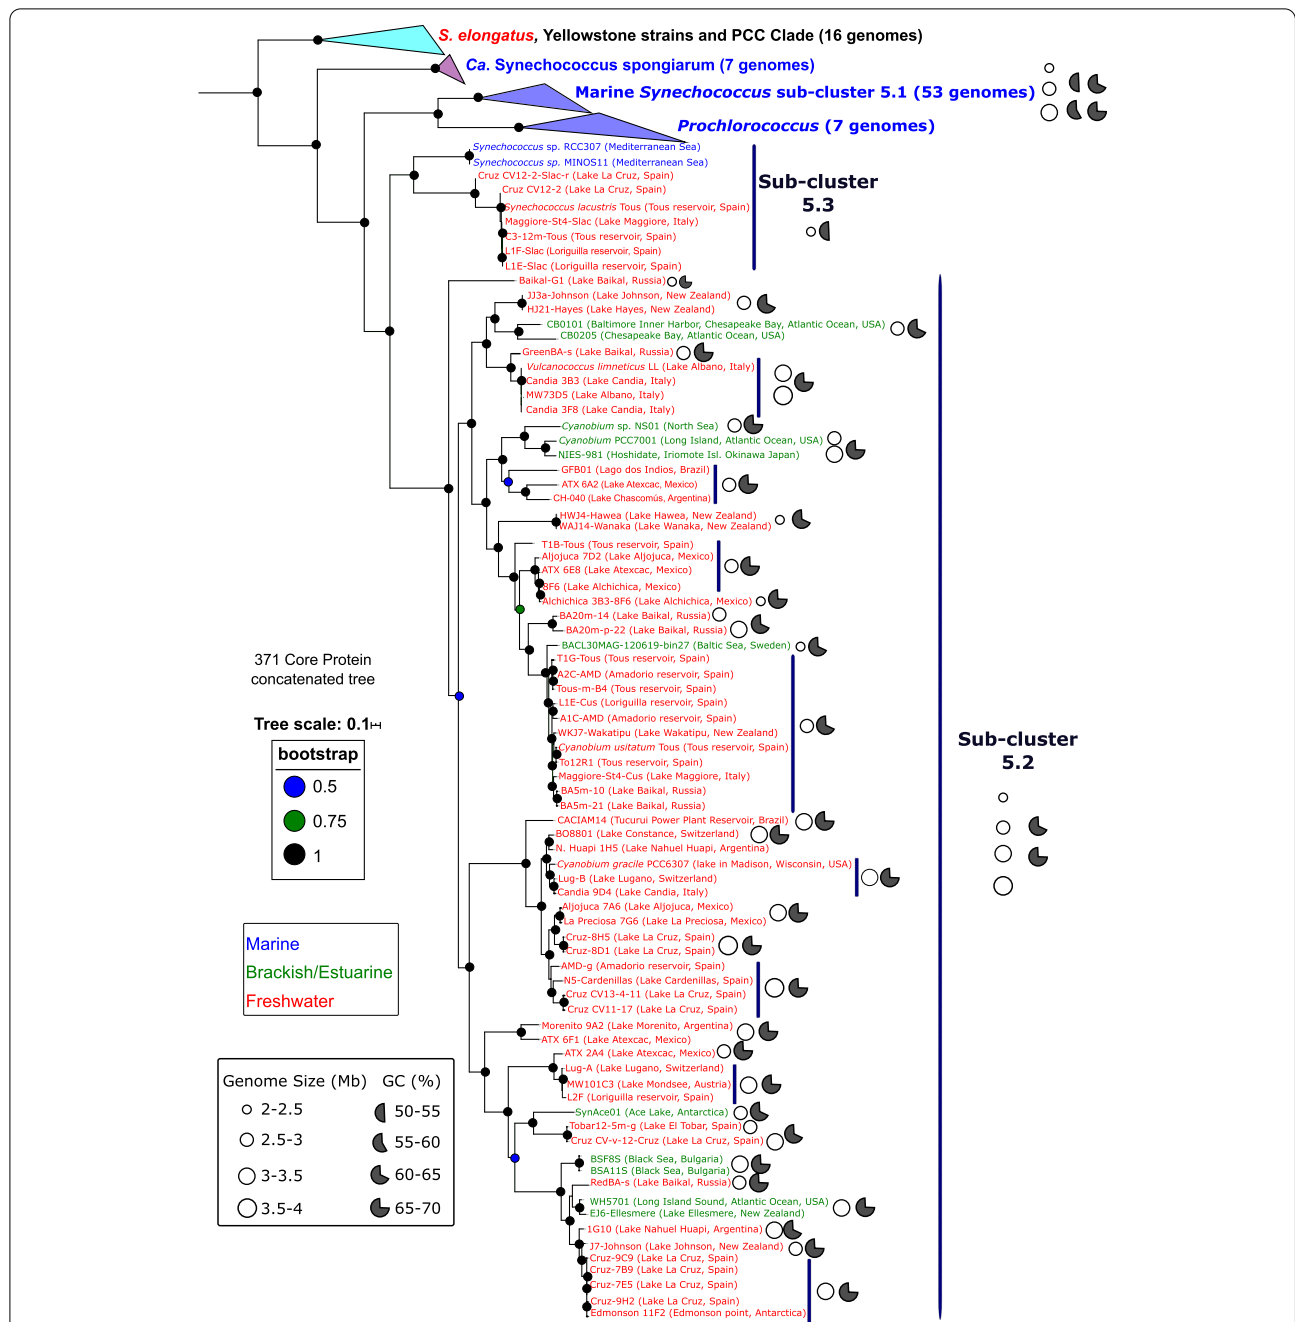 S. elongatus, Yellowstone strains and PCC Clade (16 genomes)
Ca. Synechococcus spongiarum (7 genomes)
Marine Synechococcus sub-cluster 5.1 (53 genomes)
Prochlorococcus (7 genomes)
Synechococcus sp. RCC307 (Mediterranean Sea)
Synechococcus sp. MINOS11 (Mediterranean Sea)
Cruz CV12-2-Slac-r (Lake La Cruz, Spain)
Cruz CV12-2 (Lake La Cruz, Spain)
Synechococcus lacustris Tous (Tous reservoir, Spain)
Maggiore-St4-Slac (Lake Maggiore, Italy)
C3-12m-Tous (Tous reservoir, Spain)
L1F-Slac (Loriguilla reservoir, Spain)
L1E-Slac (Loriguilla reservoir, Spain)
Sub-cluster
5.3
Baikal-G1 (Lake Baikal, Russia)
JJ3a-Johnson (Lake Johnson, New Zealand)
HJ21-Hayes (Lake Hayes, New Zealand)
CB0101 (Baltimore Inner Harbor, Chesapeake Bay, Atlantic Ocean, USA)
CB0205 (Chesapeake Bay, Atlantic Ocean, USA)
GreenBA-s (Lake Baikal, Russia)
Vulcanococcus limneticus LL (Lake Albano, Italy)
Candia 3B3 (Lake Candia, Italy)
MW73D5 (Lake Albano, Italy)
Candia 3F8 (Lake Candia, Italy)
Cyanobium sp. NS01 (North Sea)
Cyanobium PCC7001 (Long Island, Atlantic Ocean, USA)
NIES-981 (Hoshidate, Iriomote Isl. Okinawa Japan)
GFB01 (Lago dos Indios, Brazil)
ATX 6A2 (Lake Atexcac, Mexico)
CH-040 (Lake Chascomús, Argentina)
HWJ4-Hawea (Lake Hawea, New Zealand)
WAJ14-Wanaka (Lake Wanaka, New Zealand)
T1B-Tous (Tous reservoir, Spain)
Aljojuca 7D2 (Lake Aljojuca, Mexico)
ATX 6E8 (Lake Atexcac, Mexico)
8F6 (Lake Alchichica, Mexico)
Alchichica 3B3-8F6 (Lake Alchichica, Mexico)
BA20m-14 (Lake Baikal, Russia)
BA20m-p-22 (Lake Baikal, Russia)
BACL30MAG-120619-bin27 (Baltic Sea, Sweden)
T1G-Tous (Tous reservoir, Spain)
A2C-AMD (Amadorio reservoir, Spain)
Tous-m-B4 (Tous reservoir, Spain)
L1E-Cus (Loriguilla reservoir, Spain)
A1C-AMD (Amadorio reservoir, Spain)
WKJ7-Wakatipu (Lake Wakatipu, New Zealand)
Cyanobium usitatum Tous (Tous reservoir, Spain)
To12R1 (Tous reservoir, Spain)
Maggiore-St4-Cus (Lake Maggiore, Italy)
BA5m-10 (Lake Baikal, Russia)
BA5m-21 (Lake Baikal, Russia)
CACIAM14 (Tucurui Power Plant Reservoir, Brazil)
BO8801 (Lake Constance, Switzerland)
N. Huapi 1H5 (Lake Nahuel Huapi, Argentina)
Cyanobium gracile PCC6307 (lake in Madison, Wisconsin, USA)
Lug-B (Lake Lugano, Switzerland)
Candia 9D4 (Lake Candia, Italy)
Aljojuca 7A6 (Lake Aljojuca, Mexico)
La Preciosa 7G6 (Lake La Preciosa, Mexico)
Cruz-8H5 (Lake La Cruz, Spain)
Cruz-8D1 (Lake La Cruz, Spain)
AMD-g (Amadorio reservoir, Spain)
N5-Cardenillas (Lake Cardenillas, Spain)
Cruz CV13-4-11 (Lake La Cruz, Spain)
Cruz CV11-17 (Lake La Cruz, Spain)
Morenito 9A2 (Lake Morenito, Argentina)
ATX 6F1 (Lake Atexcac, Mexico)
ATX 2A4 (Lake Atexcac, Mexico)
Lug-A (Lake Lugano, Switzerland)
MW101C3 (Lake Mondsee, Austria)
L2F (Loriguilla reservoir, Spain)
SynAce01 (Ace Lake, Antarctica)
Tobar12-5m-g (Lake El Tobar, Spain)
Cruz CV-v-12-Cruz (Lake La Cruz, Spain)
BSF8S (Black Sea, Bulgaria)
BSA11S (Black Sea, Bulgaria)
RedBA-s (Lake Baikal, Russia)
WH5701 (Long Island Sound, Atlantic Ocean, USA)
EJ6-Ellesmere (Lake Ellesmere, New Zealand)
1G10 (Lake Nahuel Huapi, Argentina)
J7-Johnson (Lake Johnson, New Zealand)
Cruz-9C9 (Lake La Cruz, Spain)
Cruz-7B9 (Lake La Cruz, Spain)
Cruz-7E5 (Lake La Cruz, Spain)
Cruz-9H2 (Lake La Cruz, Spain)
Edmonson 11F2 (Edmonson point, Antarctica)
Sub-cluster
5.2
371 Core Protein
concatenated tree
Tree scale: 0.1
bootstrap
0.5
0.75
1
Marine
Brackish/Estuarine
Freshwater
Genome Size (Mb) GC (%)
2-2.5 50-55
2.5-3 55-60
3-3.5 60-65
3.5-4 65-70